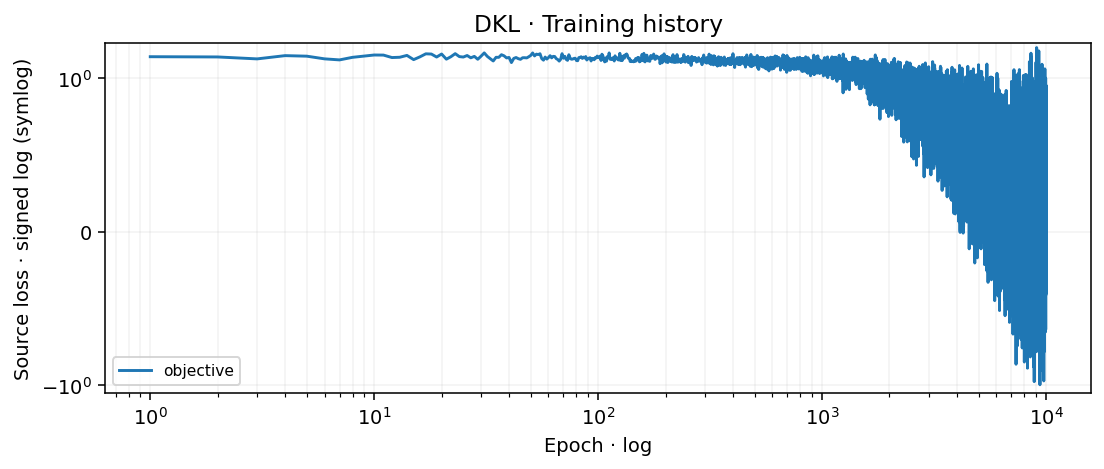 DKL · Training history
Source loss · signed log (symlog)
10⁰
0
−10⁰
objective
10⁰
10¹
10²
10³
10⁴
Epoch · log